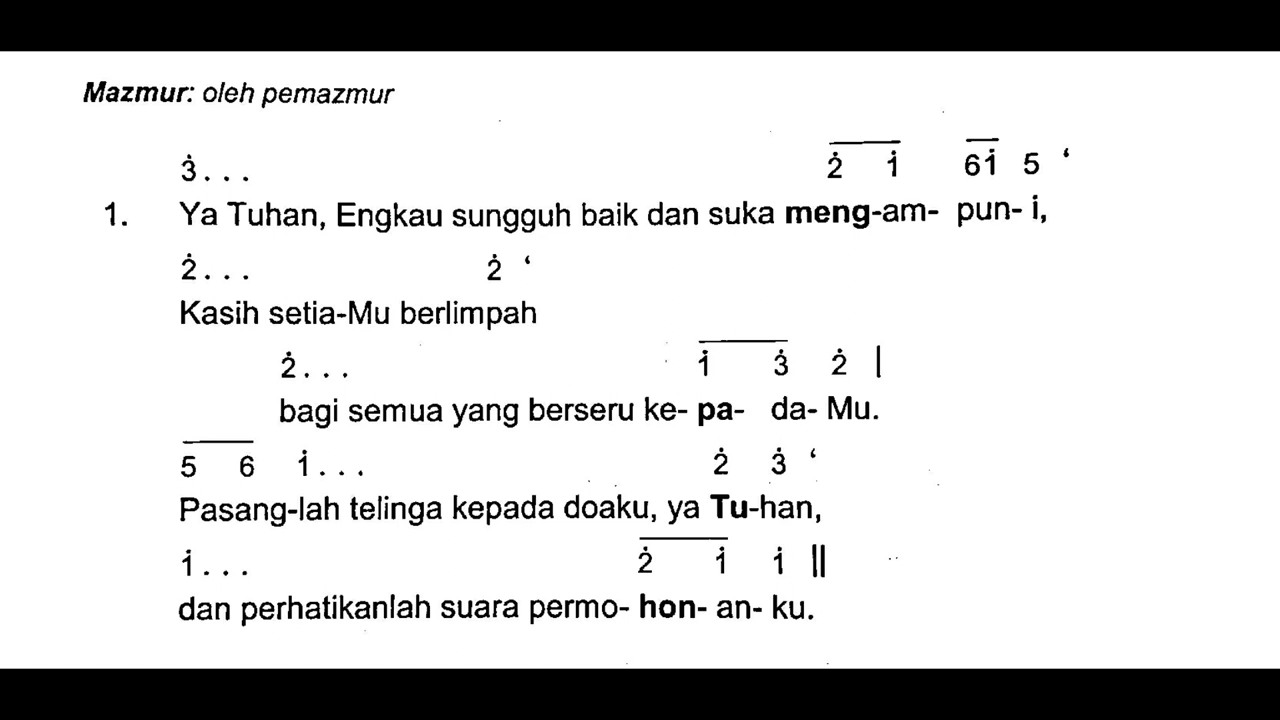 Mazmur: oleh pemazmur
3̇ . . . 2̇ 1̇ 61̇ 5 ‘
1. Ya Tuhan, Engkau sungguh baik dan suka meng-am- pun- i,
2̇ . . . 2̇ ‘
Kasih setia-Mu berlimpah
2̇ . . . 1̇ 3̇ 2̇ |
bagi semua yang berseru ke- pa- da- Mu.
5 6 1̇ . . . 2̇ 3̇ ‘
Pasang-lah telinga kepada doaku, ya Tu-han,
1̇ . . . 2̇ 1̇ 1̇ ||
dan perhatikanlah suara permo- hon- an- ku.